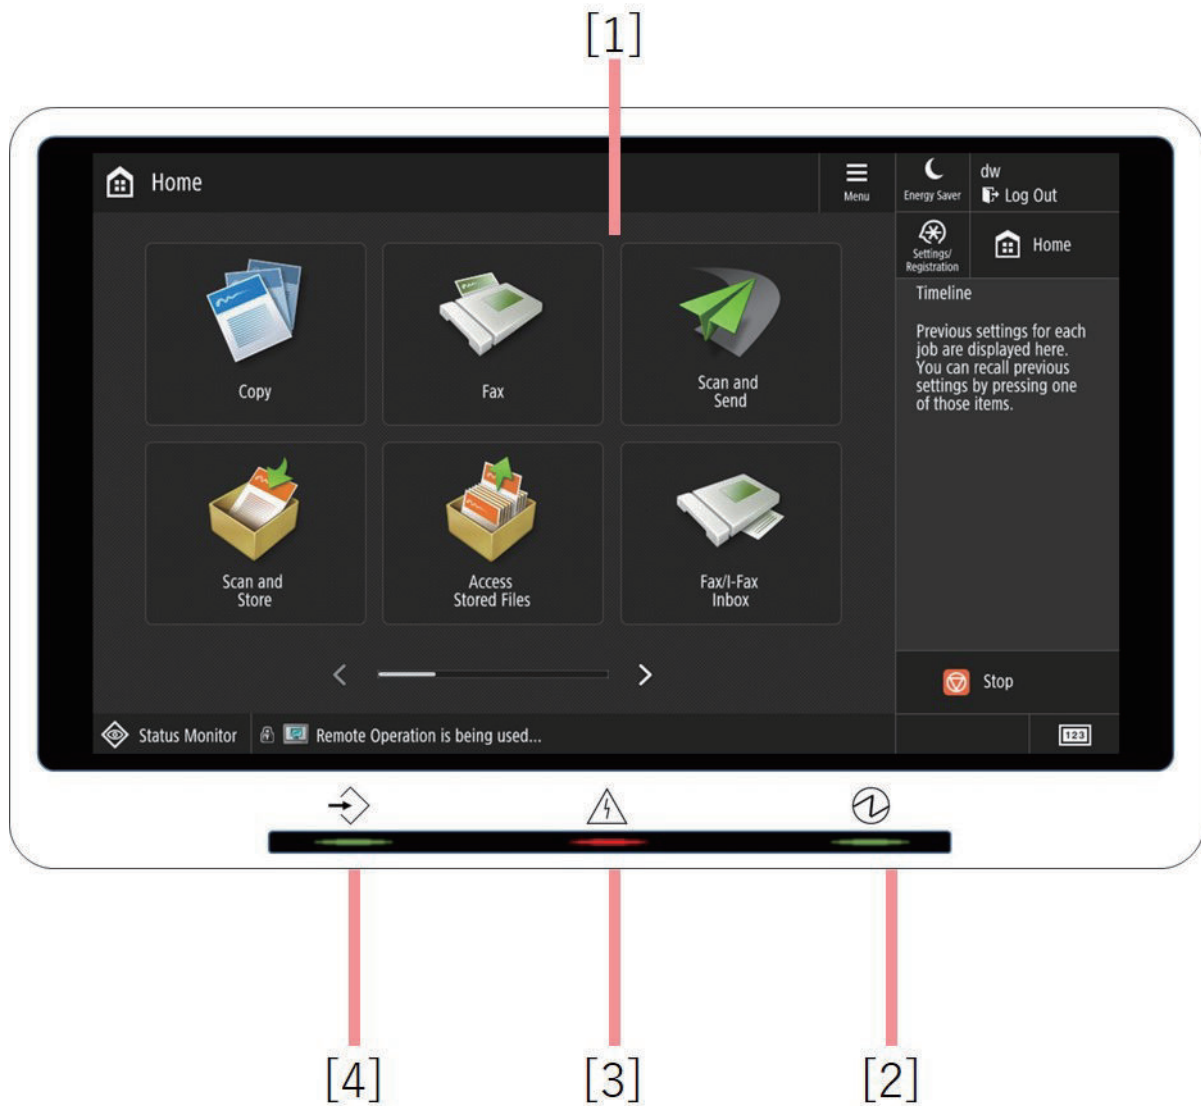 [1]
Home
Menu
Energy Saver
dw
Log Out
Settings/
Registration
Home
Copy
Fax
Scan and
Send
Timeline
Previous settings for each
job are displayed here.
You can recall previous
settings by pressing one
of those items.
Scan and
Store
Access
Stored Files
Fax/I-Fax
Inbox
Stop
Status Monitor
Remote Operation is being used...
123
[4]
[3]
[2]